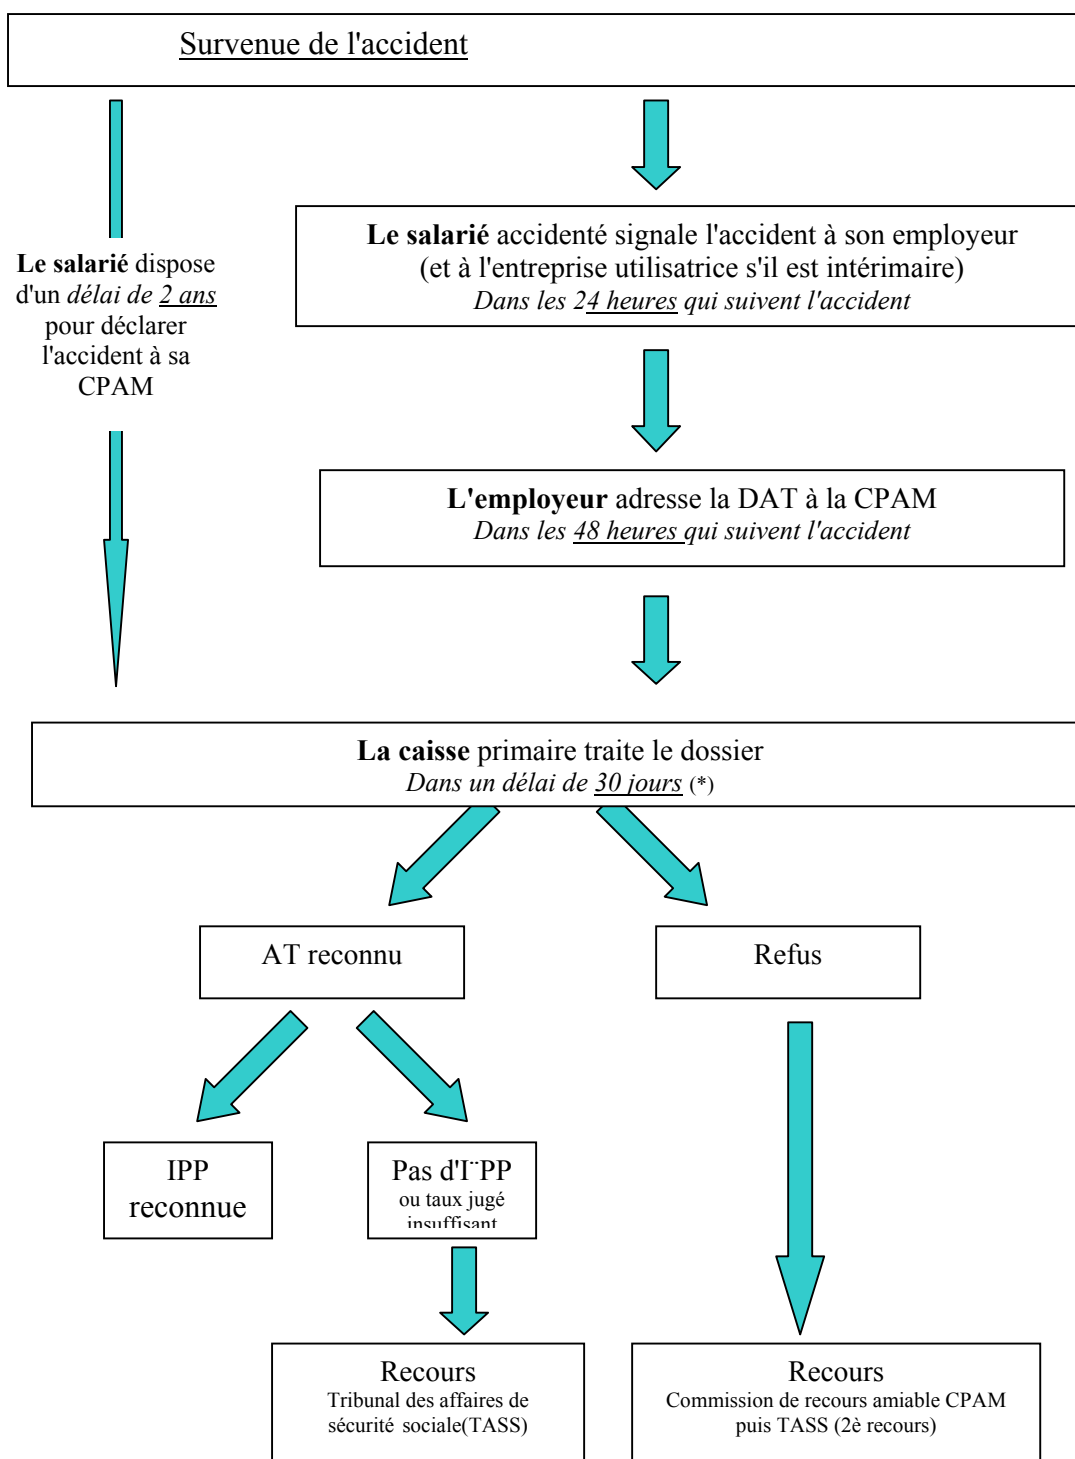 Survenue de l'accident
Le salarié accidenté signale l'accident à son employeur
(et à l'entreprise utilisatrice s'il est intérimaire)
Dans les 24 heures qui suivent l'accident
Le salarié dispose
d'un délai de 2 ans
pour déclarer
l'accident à sa
CPAM
L'employeur adresse la DAT à la CPAM
Dans les 48 heures qui suivent l'accident
La caisse primaire traite le dossier
Dans un délai de 30 jours (*)
AT reconnu
Refus
IPP
reconnue
Pas d'I¨PP
ou taux jugé
insuffisant
Recours
Tribunal des affaires de
sécurité sociale(TASS)
Recours
Commission de recours amiable CPAM
puis TASS (2è recours)